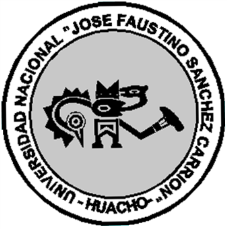 UNIVERSIDAD NACIONAL "JOSE FAUSTINO SANCHEZ CARRION"
- HUACHO-